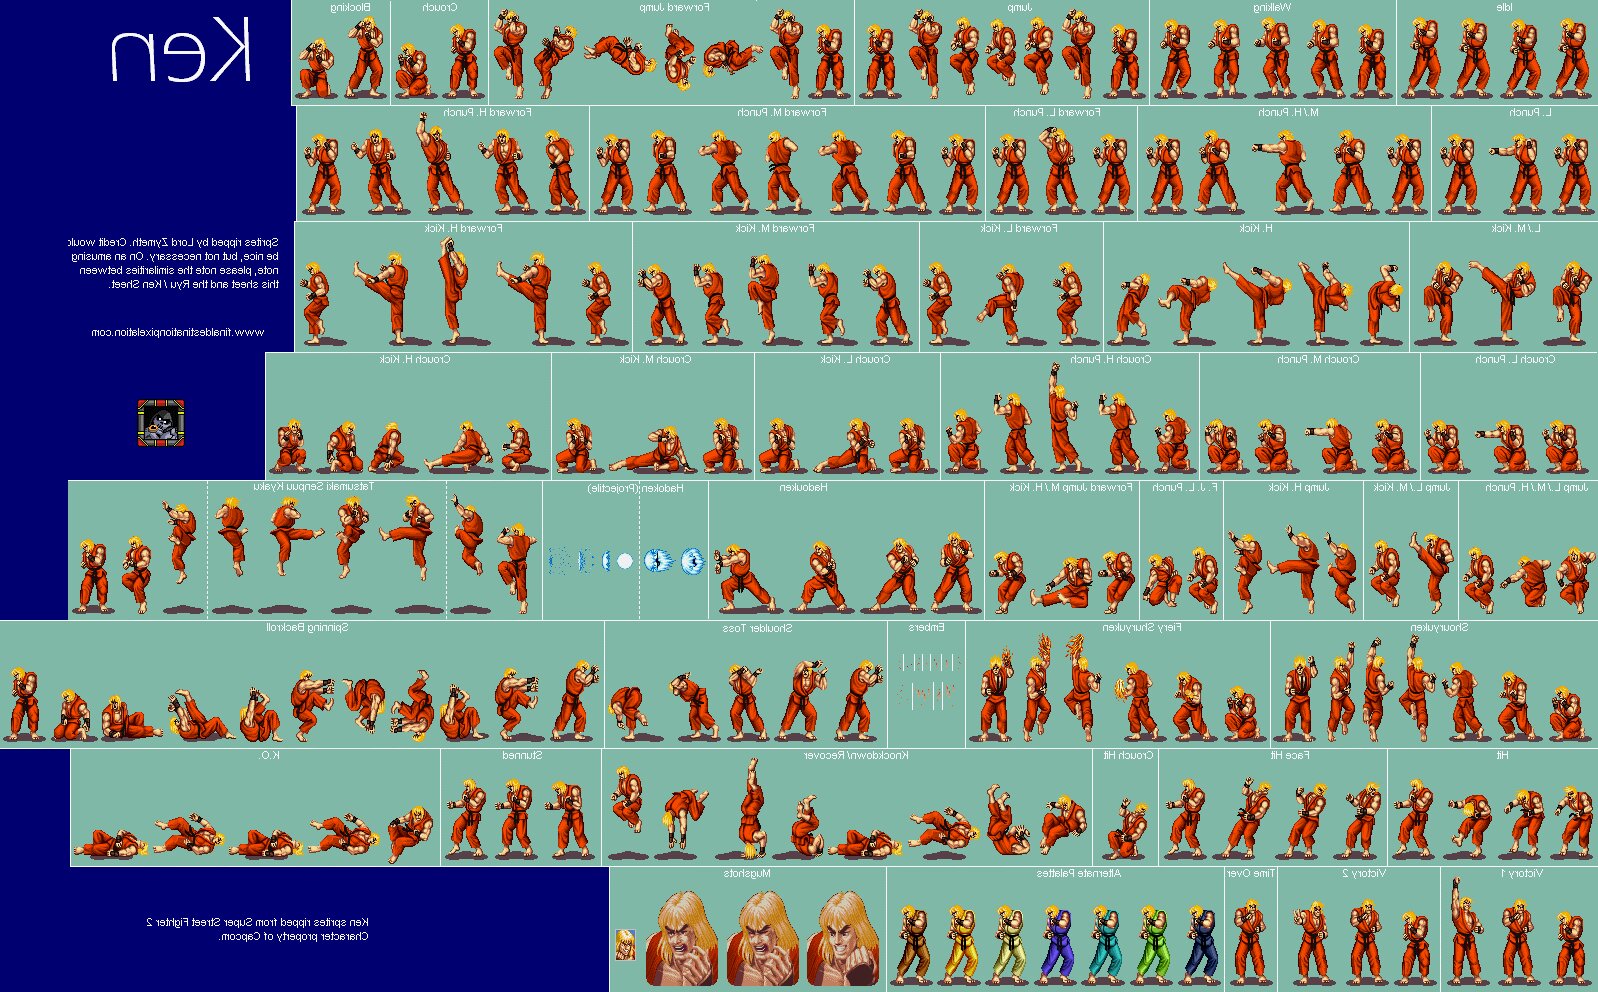 Idle
Walking
Jump
Forward Jump
Crouch
Blocking
Ken
L. Punch
M./H. Punch
Forward L. Punch
Forward M. Punch
Forward H. Punch
L./M. Kick
H. Kick
Forward L. Kick
Forward M. Kick
Forward H. Kick
Sprites ripped by Lord Zymeth. Credit would
be nice, but not necessary. On an amusing
note, please note the similarities between
this sheet and the Ryu / Ken Sheet.
www.finaldestinationpixelation.com
Crouch L. Punch
Crouch M. Punch
Crouch H. Punch
Crouch L. Kick
Crouch M. Kick
Crouch H. Kick
Jump L./M./H. Punch
Jump L./M. Kick
Jump H. Kick
F. J. L. Punch
Forward Jump M./H. Kick
Hadouken
Hadoken (Projectile)
Tatsumaki Senpuu Kyaku
Shouryuken
Fiery Shuryuken
Embers
Shoulder Toss
Spinning Backroll
Hit
Face Hit
Crouch Hit
Knockdown/Recover
Stunned
K.O.
Victory 1
Victory 2
Time Over
Alternate Palattes
Mugshots
Ken sprites ripped from Super Street Fighter 2
Character property of Capcom.